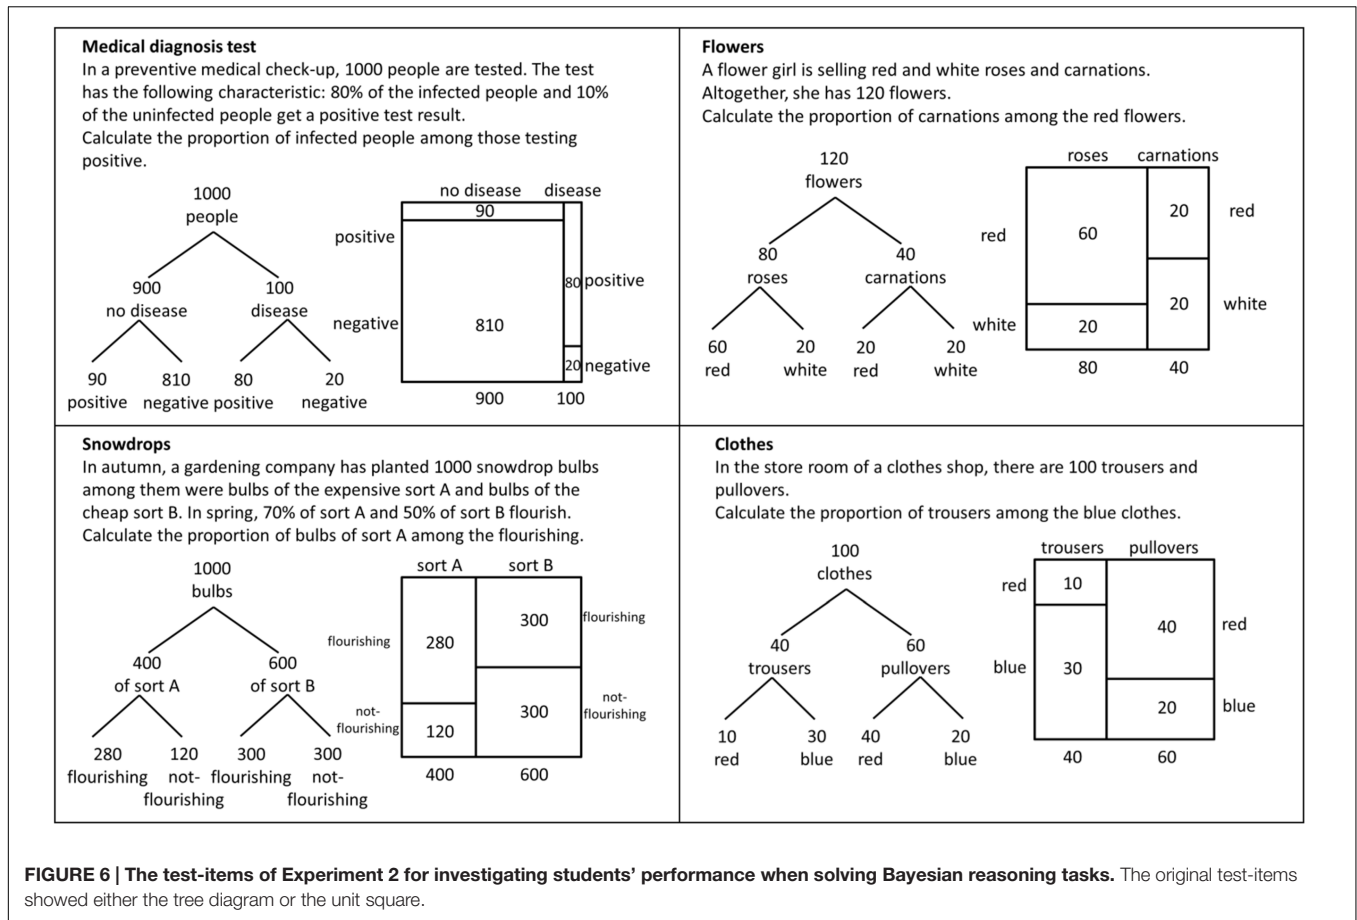 Medical diagnosis test
In a preventive medical check-up, 1000 people are tested. The test
has the following characteristic: 80% of the infected people and 10%
of the uninfected people get a positive test result.
Calculate the proportion of infected people among those testing
positive.
1000
people
900
no disease
100
disease
90
positive
810
negative
80
positive
20
negative
no disease disease
90
positive
80 positive
negative
810
20 negative
900 100
Flowers
A flower girl is selling red and white roses and carnations.
Altogether, she has 120 flowers.
Calculate the proportion of carnations among the red flowers.
120
flowers
80
roses
40
carnations
60
red
20
white
20
red
20
white
roses carnations
red
60
20
red
white
20
20
white
80 40
Snowdrops
In autumn, a gardening company has planted 1000 snowdrop bulbs
among them were bulbs of the expensive sort A and bulbs of the
cheap sort B. In spring, 70% of sort A and 50% of sort B flourish.
Calculate the proportion of bulbs of sort A among the flourishing.
1000
bulbs
400
of sort A
600
of sort B
280
flourishing
120
not-
flourishing
300
flourishing
300
not-
flourishing
sort A sort B
flourishing
280
300
flourishing
not-
flourishing
120
300
not-
flourishing
400 600
Clothes
In the store room of a clothes shop, there are 100 trousers and
pullovers.
Calculate the proportion of trousers among the blue clothes.
100
clothes
40
trousers
60
pullovers
10
red
30
blue
40
red
20
blue
trousers pullovers
red
10
40
red
blue
30
20
blue
40 60
FIGURE 6 | The test-items of Experiment 2 for investigating students’ performance when solving Bayesian reasoning tasks. The original test-items
showed either the tree diagram or the unit square.